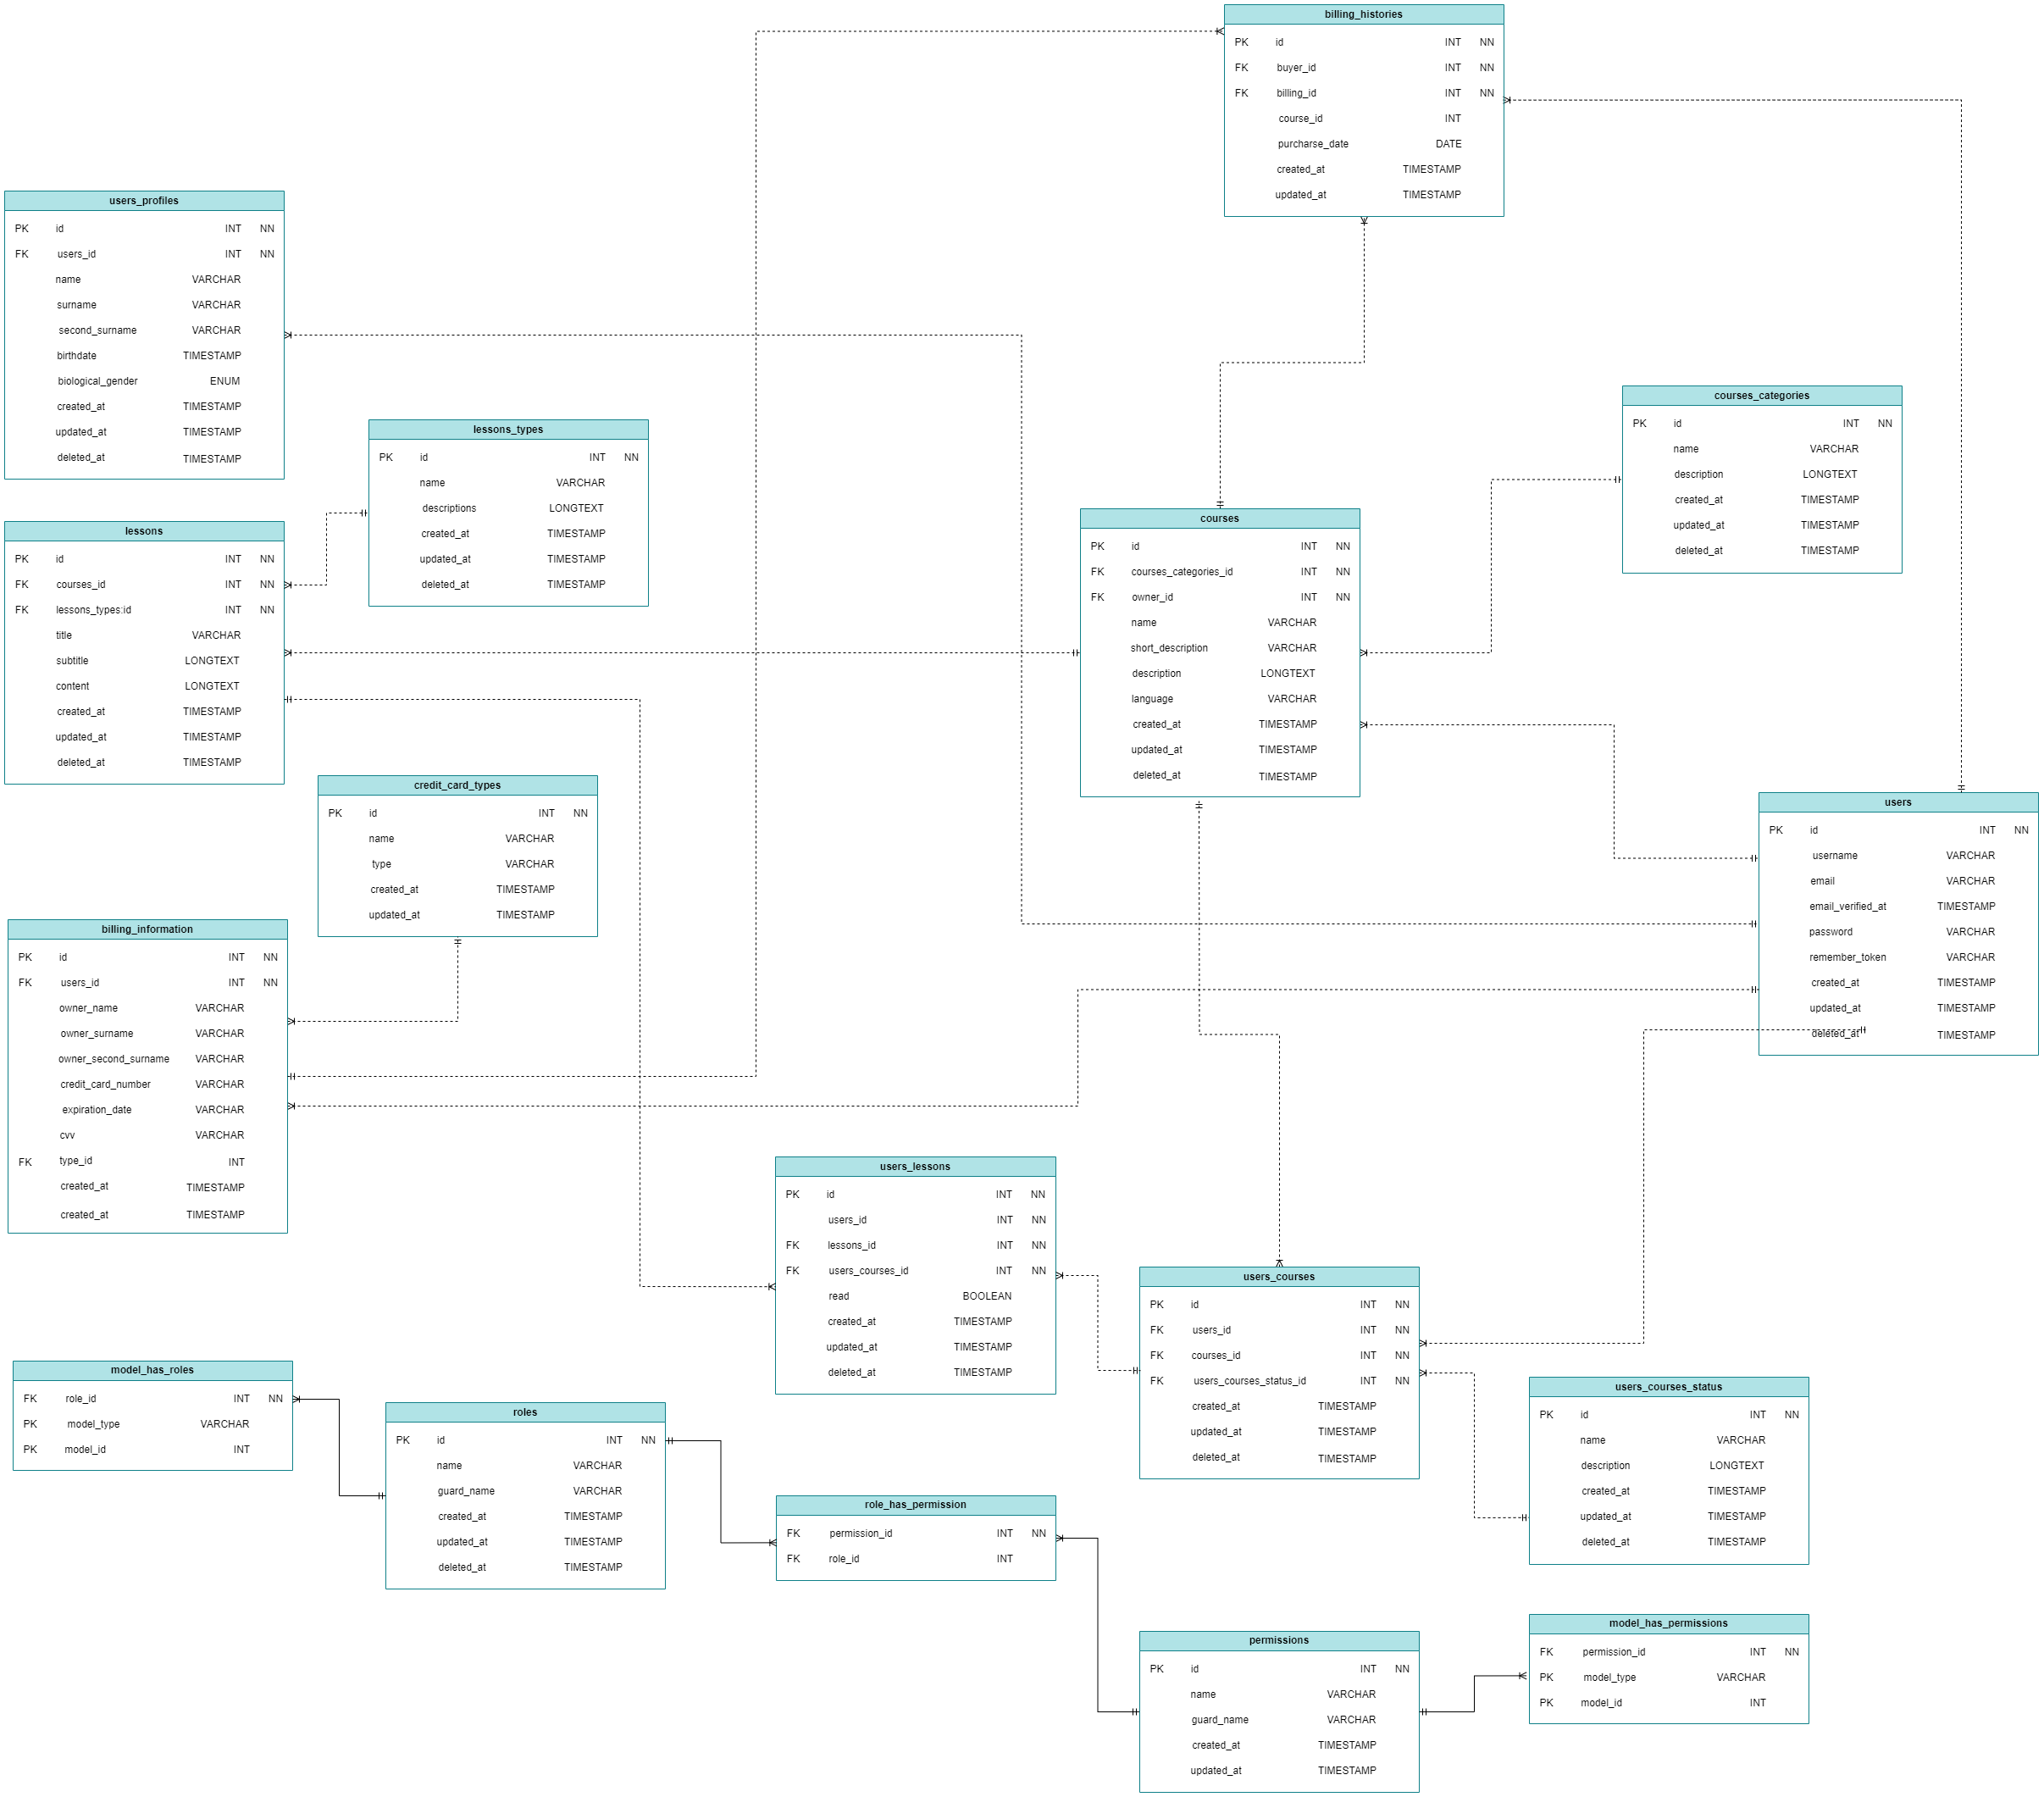 billing_histories
PK id INT NN
FK buyer_id INT NN
FK billing_id INT NN
course_id INT
purcharse_date DATE
created_at TIMESTAMP
updated_at TIMESTAMP
users_profiles
PK id INT NN
FK users_id INT NN
name VARCHAR
surname VARCHAR
second_surname VARCHAR
birthdate TIMESTAMP
biological_gender ENUM
created_at TIMESTAMP
updated_at TIMESTAMP
deleted_at TIMESTAMP
lessons_types
PK id INT NN
name VARCHAR
descriptions LONGTEXT
created_at TIMESTAMP
updated_at TIMESTAMP
deleted_at TIMESTAMP
courses_categories
PK id INT NN
name VARCHAR
description LONGTEXT
created_at TIMESTAMP
updated_at TIMESTAMP
deleted_at TIMESTAMP
lessons
PK id INT NN
FK courses_id INT NN
FK lessons_types:id INT NN
title VARCHAR
subtitle LONGTEXT
content LONGTEXT
created_at TIMESTAMP
updated_at TIMESTAMP
deleted_at TIMESTAMP
courses
PK id INT NN
FK courses_categories_id INT NN
FK owner_id INT NN
name VARCHAR
short_description VARCHAR
description LONGTEXT
language VARCHAR
created_at TIMESTAMP
updated_at TIMESTAMP
deleted_at TIMESTAMP
credit_card_types
PK id INT NN
name VARCHAR
type VARCHAR
created_at TIMESTAMP
updated_at TIMESTAMP
users
PK id INT NN
username VARCHAR
email VARCHAR
email_verified_at TIMESTAMP
password VARCHAR
remember_token VARCHAR
created_at TIMESTAMP
updated_at TIMESTAMP
deleted_at TIMESTAMP
billing_information
PK id INT NN
FK users_id INT NN
owner_name VARCHAR
owner_surname VARCHAR
owner_second_surname VARCHAR
credit_card_number VARCHAR
expiration_date VARCHAR
cvv VARCHAR
FK type_id INT
created_at TIMESTAMP
created_at TIMESTAMP
users_lessons
PK id INT NN
users_id INT NN
FK lessons_id INT NN
FK users_courses_id INT NN
read BOOLEAN
created_at TIMESTAMP
updated_at TIMESTAMP
deleted_at TIMESTAMP
users_courses
PK id INT NN
FK users_id INT NN
FK courses_id INT NN
FK users_courses_status_id INT NN
created_at TIMESTAMP
updated_at TIMESTAMP
deleted_at TIMESTAMP
model_has_roles
FK role_id INT NN
PK model_type VARCHAR
PK model_id INT
roles
PK id INT NN
name VARCHAR
guard_name VARCHAR
created_at TIMESTAMP
updated_at TIMESTAMP
deleted_at TIMESTAMP
users_courses_status
PK id INT NN
name VARCHAR
description LONGTEXT
created_at TIMESTAMP
updated_at TIMESTAMP
deleted_at TIMESTAMP
role_has_permission
FK permission_id INT NN
FK role_id INT
permissions
PK id INT NN
name VARCHAR
guard_name VARCHAR
created_at TIMESTAMP
updated_at TIMESTAMP
model_has_permissions
FK permission_id INT NN
PK model_type VARCHAR
PK model_id INT